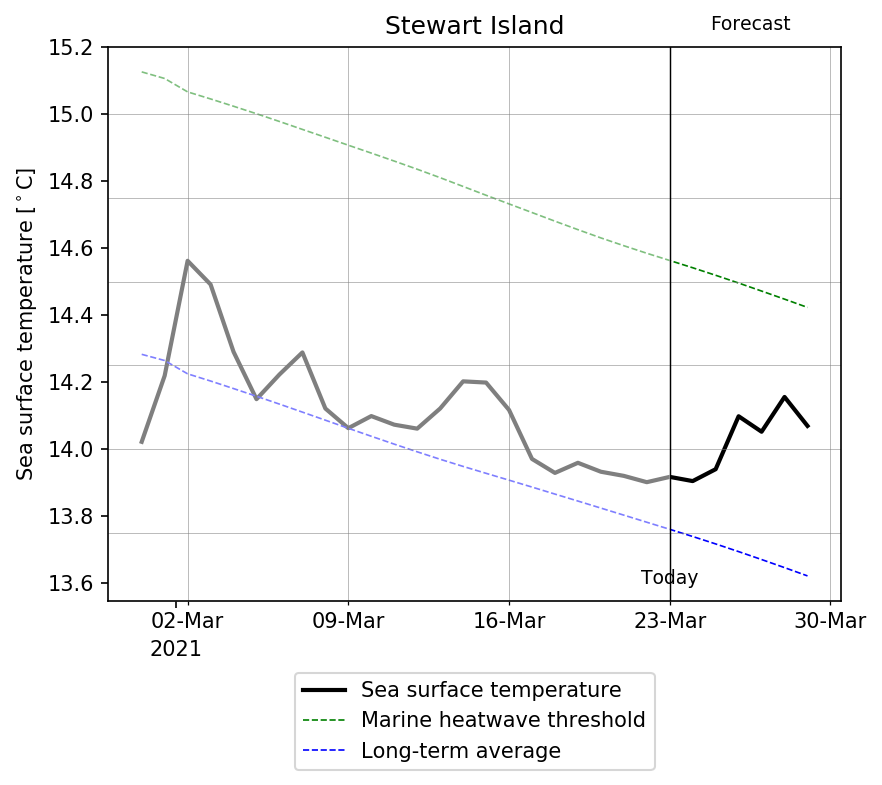 Stewart Island
Forecast
Sea surface temperature [°C]
15.2
15.0
14.8
14.6
14.4
14.2
14.0
13.8
13.6
Today
02-Mar 09-Mar 16-Mar 23-Mar 30-Mar
2021
Sea surface temperature
Marine heatwave threshold
Long-term average